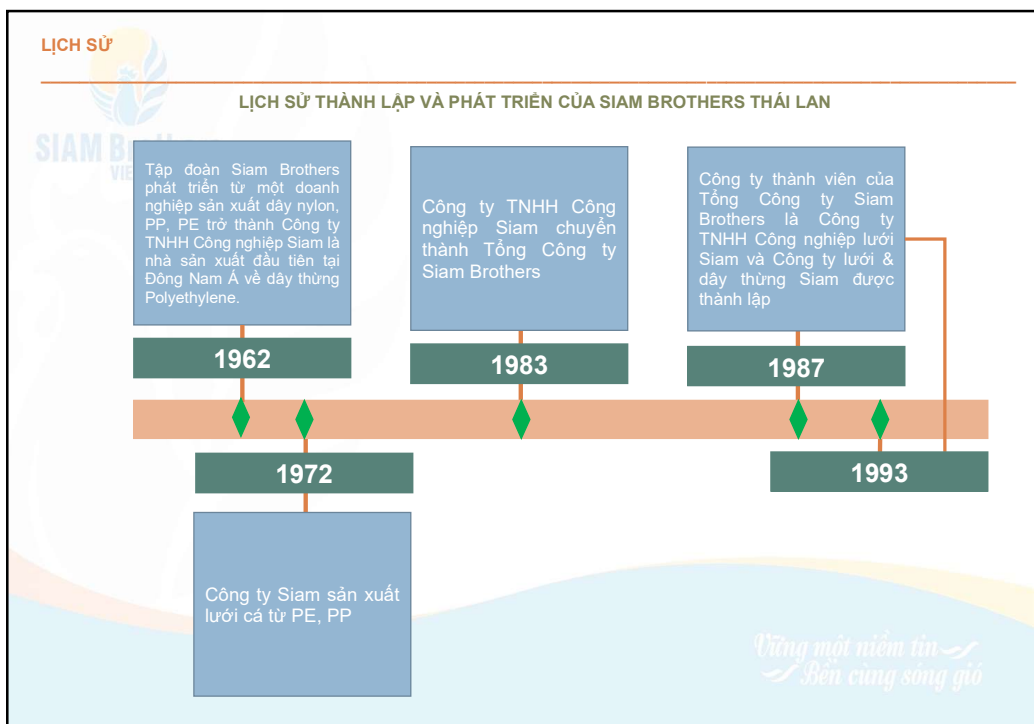 LỊCH SỬ
LỊCH SỬ THÀNH LẬP VÀ PHÁT TRIỂN CỦA SIAM BROTHERS THÁI LAN
SIAM
VIE
Tập đoàn Siam Brothers
phát triển từ một doanh
nghiệp sản xuất dây nylon,
PP, PE trở thành Công ty
TNHH Công nghiệp Siam là
nhà sản xuất đầu tiên tại
Đông Nam Á về dây thừng
Polyethylene.
Công ty TNHH Công
nghiệp Siam chuyển
thành Tổng Công ty
Siam Brothers
Công ty thành viên của
Tổng Công ty Siam
Brothers là Công ty
TNHH Công nghiệp lưới
Siam và Công ty lưới &
dây thừng Siam được
thành lập
1962
1983
1987
1972
1993
Công ty Siam sản xuất
lưới cá từ PE, PP
Vững một niềm tin
Bền cùng sóng gió